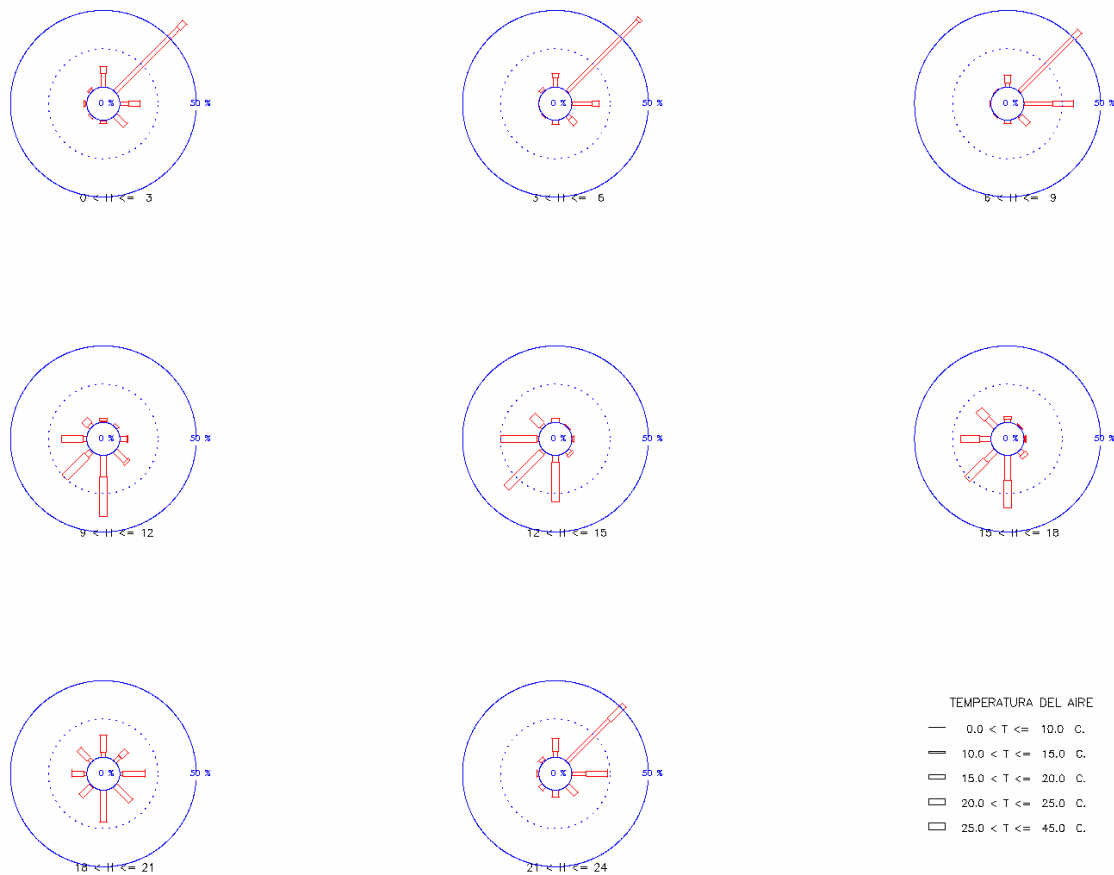 0 % 50 %
0 < H <= 3
0 % 50 %
3 < H <= 6
0 % 50 %
6 < H <= 9
0 % 50 %
9 < H <= 12
0 % 50 %
12 < H <= 15
0 % 50 %
15 < H <= 18
0 % 50 %
18 < H <= 21
0 % 50 %
21 < H <= 24
TEMPERATURA DEL AIRE
0.0 < T <= 10.0 C.
10.0 < T <= 15.0 C.
15.0 < T <= 20.0 C.
20.0 < T <= 25.0 C.
25.0 < T <= 45.0 C.